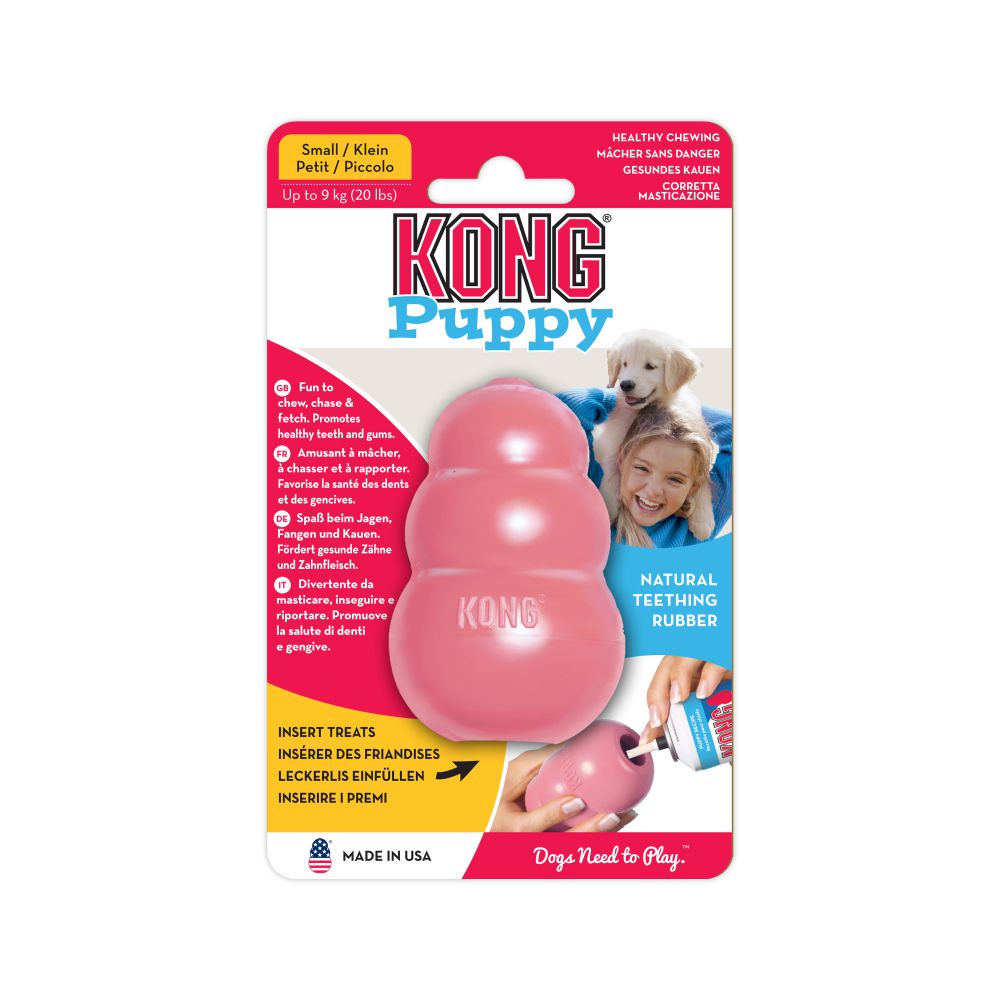 Small / Klein
Petit / Piccolo
Up to 9 kg (20 lbs)
HEALTHY CHEWING
MÂCHER SANS DANGER
GESUNDES KAUEN
CORRETTA
MASTICAZIONE
KONG®
Puppy
GB Fun to
chew, chase &
fetch. Promotes
healthy teeth and gums.
FR Amusant à mâcher,
à chasser et à rapporter.
Favorise la santé des dents
et des gencives.
DE Spaß beim Jagen,
Fangen und Kauen.
Fördert gesunde Zähne
und Zahnfleisch.
IT Divertente da
masticare, inseguire e
riportare. Promuove
la salute di denti
e gengive.
KONG®
NATURAL
TEETHING
RUBBER
INSERT TREATS
INSÉRER DES FRIANDISES
LECKERLIS EINFÜLLEN
INSERIRE I PREMI
KONG
KONG
MADE IN USA
Dogs Need to Play.™